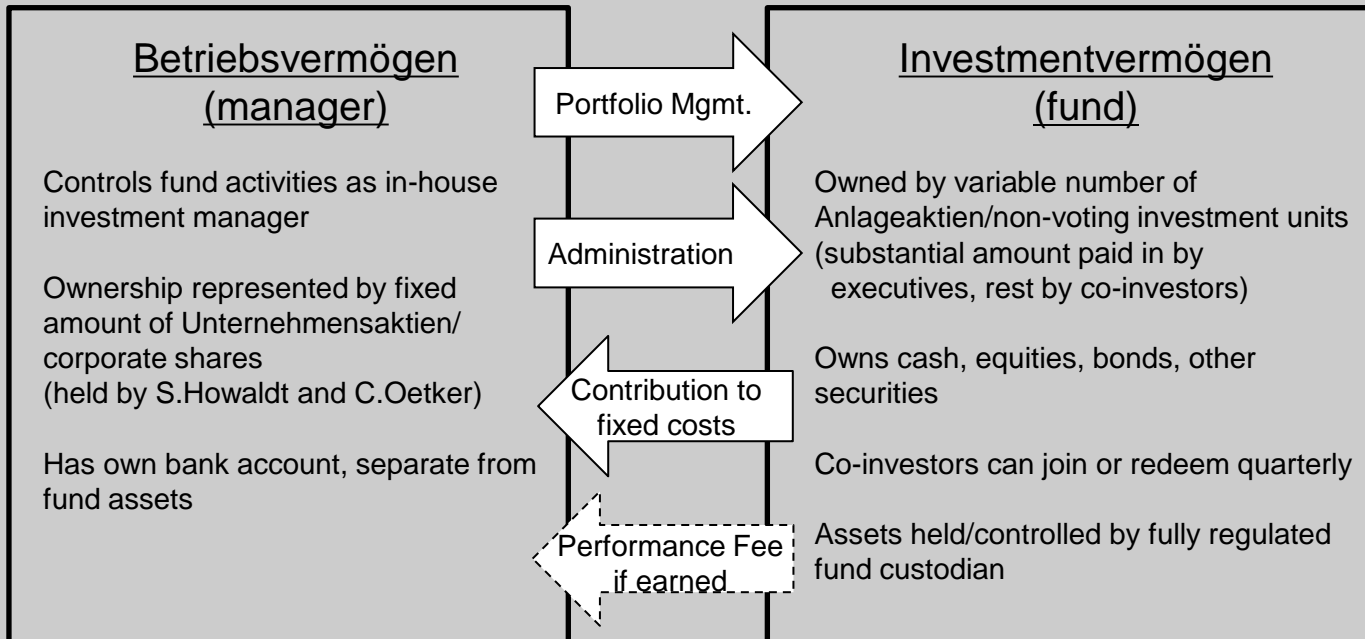 Betriebsvermögen
(manager)
Controls fund activities as in-house
investment manager
Ownership represented by fixed
amount of Unternehmensaktien/
corporate shares
(held by S.Howaldt and C.Oetker)
Has own bank account, separate from
fund assets
Portfolio Mgmt.
Administration
Contribution to
fixed costs
Performance Fee
if earned
Investmentvermögen
(fund)
Owned by variable number of
Anlageaktien/non-voting investment units
(substantial amount paid in by
executives, rest by co-investors)
Owns cash, equities, bonds, other
securities
Co-investors can join or redeem quarterly
Assets held/controlled by fully regulated
fund custodian